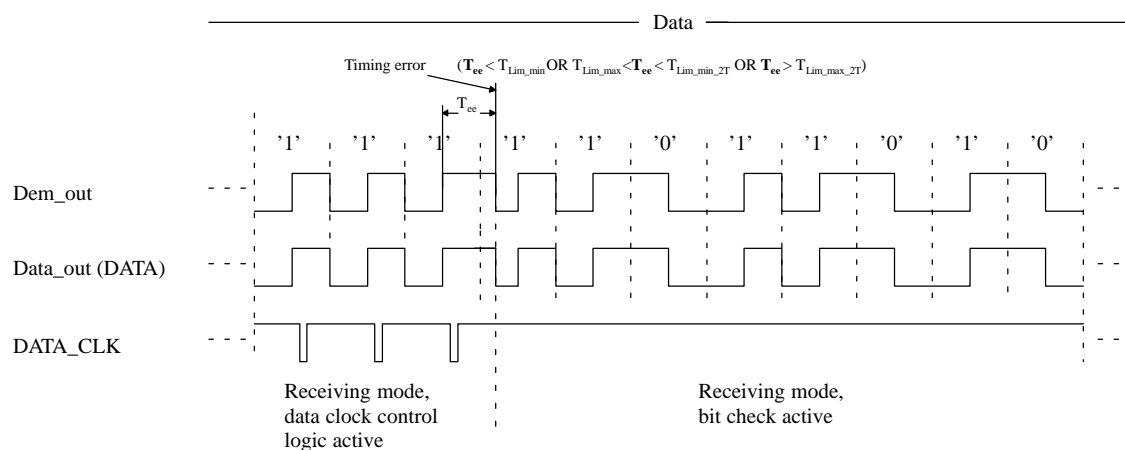 Data
Timing error (Tee < TLim_min OR TLim_max<Tee < TLim_min_2T OR Tee > TLim_max_2T)
Tee
'1' '1' '1' '1' '1' '0' '1' '1' '0' '1' '0'
Dem_out
Data_out (DATA)
DATA_CLK
Receiving mode,
data clock control
logic active
Receiving mode,
bit check active